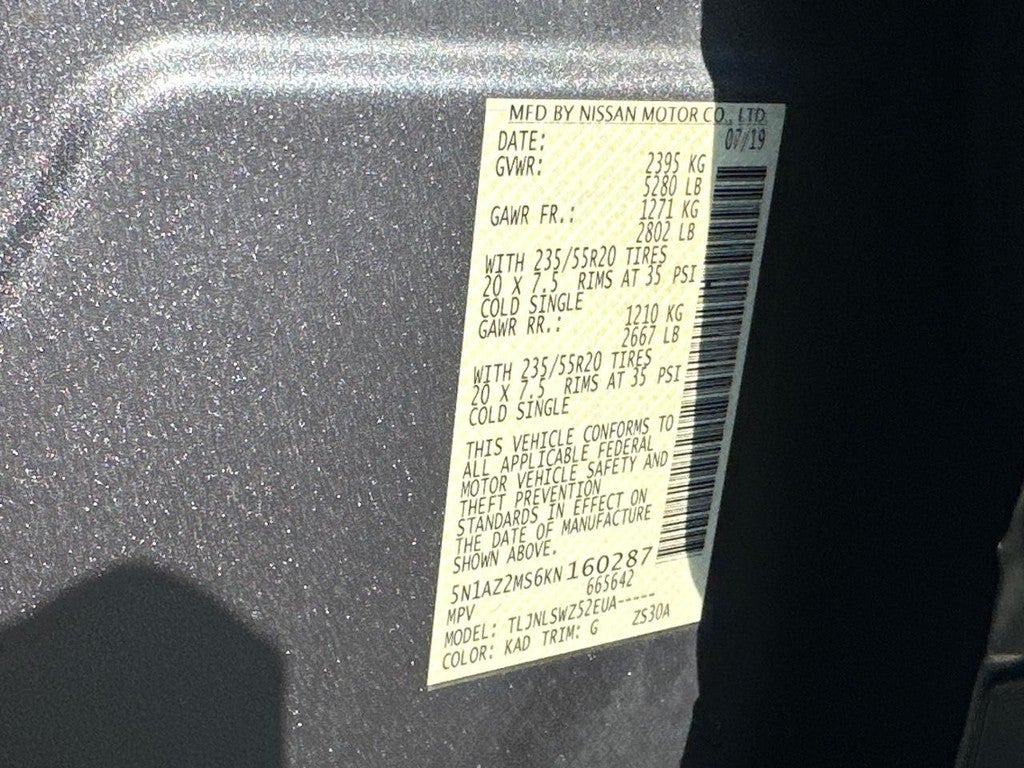 MFD BY NISSAN MOTOR CO., LTD.
DATE: 07/19
GVWR: 2395 KG
5280 LB
GAWR FR.: 1271 KG
2802 LB
WITH 235/55R20 TIRES
20 X 7.5 RIMS AT 35 PSI
COLD SINGLE
GAWR RR.: 1210 KG
2667 LB
WITH 235/55R20 TIRES
20 X 7.5 RIMS AT 35 PSI
COLD SINGLE
THIS VEHICLE CONFORMS TO
ALL APPLICABLE FEDERAL
MOTOR VEHICLE SAFETY AND
THEFT PREVENTION
STANDARDS IN EFFECT ON
THE DATE OF MANUFACTURE
SHOWN ABOVE.
5N1AZ2MS6KN160287
MPV 665642
MODEL: TLJNLSWZ52EUA-----
COLOR: KAD TRIM: G ZS30A